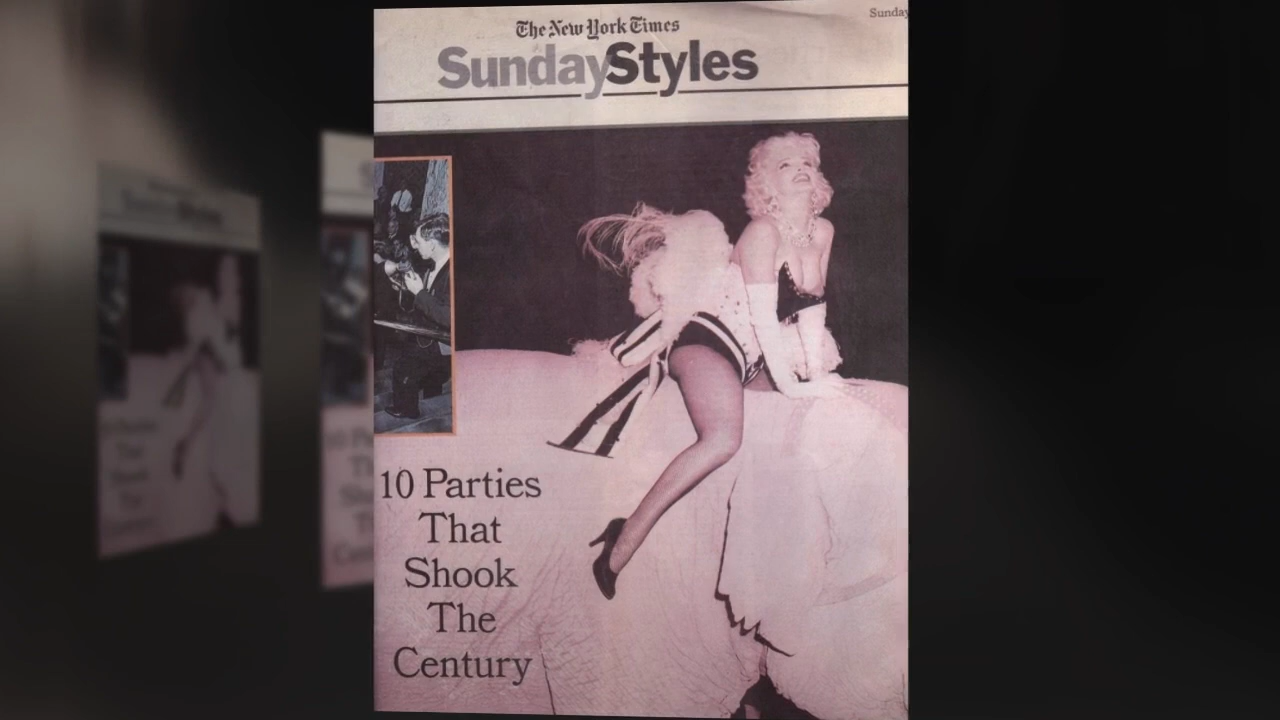 Sunday
The New York Times
SundayStyles
10 Parties
That
Shook
The
Century